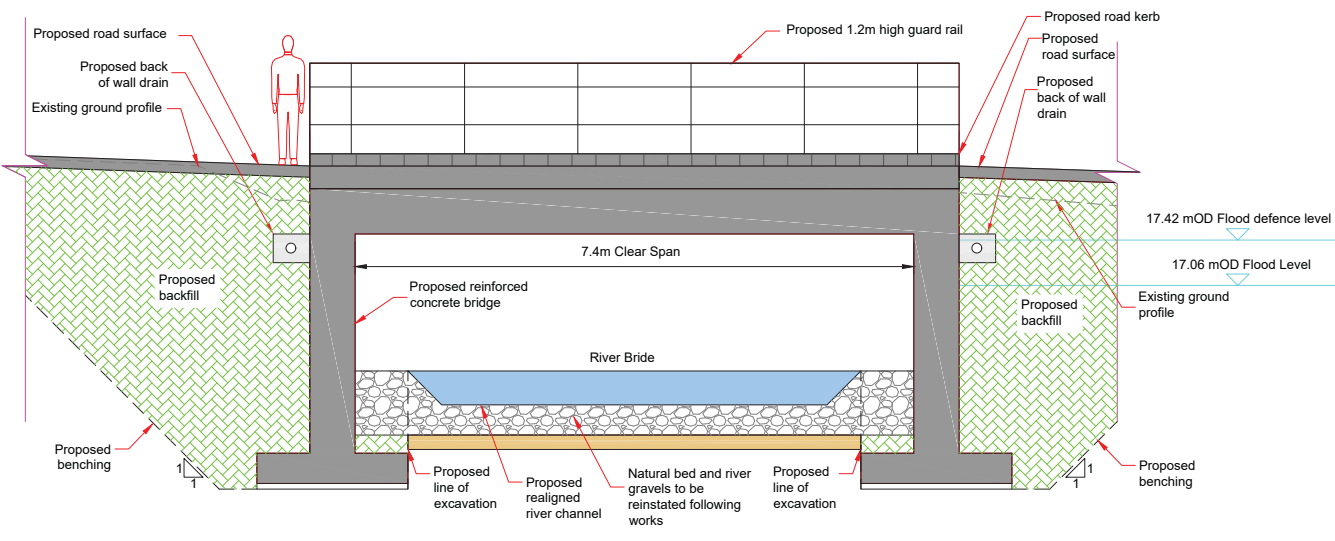 Proposed road surface
Proposed back
of wall drain
Existing ground profile
Proposed 1.2m high guard rail
Proposed road kerb
Proposed
road surface
Proposed
back of wall
drain
17.42 mOD Flood defence level
17.06 mOD Flood Level
Existing ground
profile
7.4m Clear Span
Proposed reinforced
concrete bridge
Proposed
backfill
Proposed
backfill
River Bride
Proposed
benching
1
1
Proposed
line of
excavation
Proposed
realigned
river channel
Natural bed and river
gravels to be
reinstated following
works
Proposed
line of
excavation
1
1
Proposed
benching